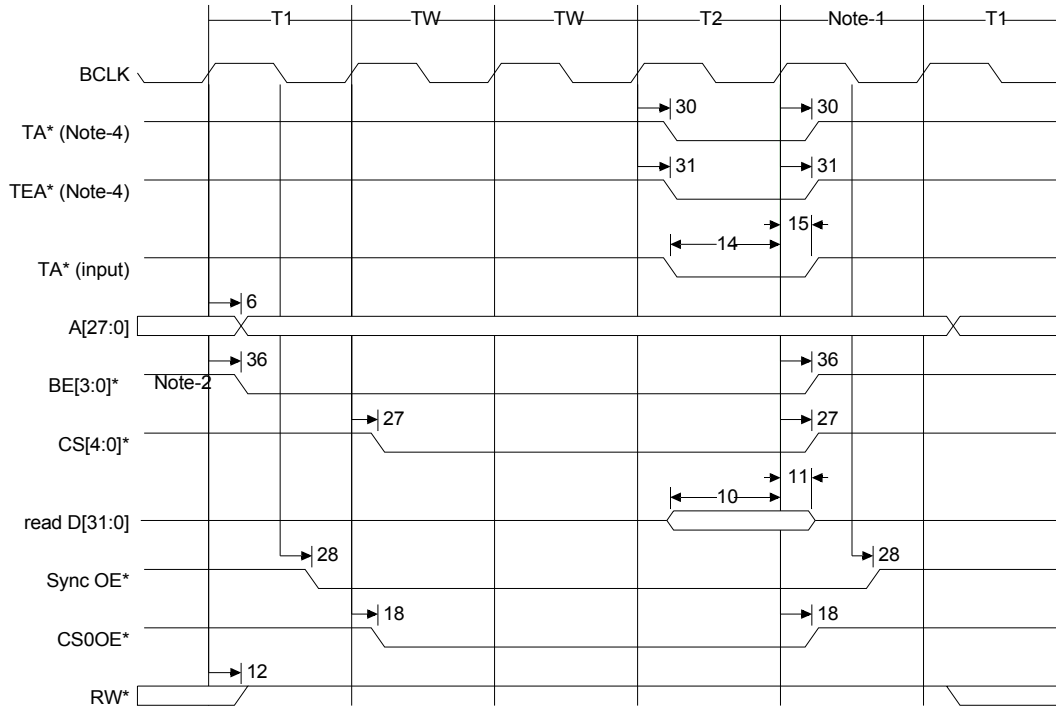 T1 TW TW T2 Note-1 T1
BCLK
30 30
TA* (Note-4)
31 31
TEA* (Note-4)
15
14
TA* (input)
6
A[27:0]
36 36
BE[3:0]* Note-2
27 27
CS[4:0]*
11
10
read D[31:0]
28 28
Sync OE*
18 18
CS0OE*
12
RW*